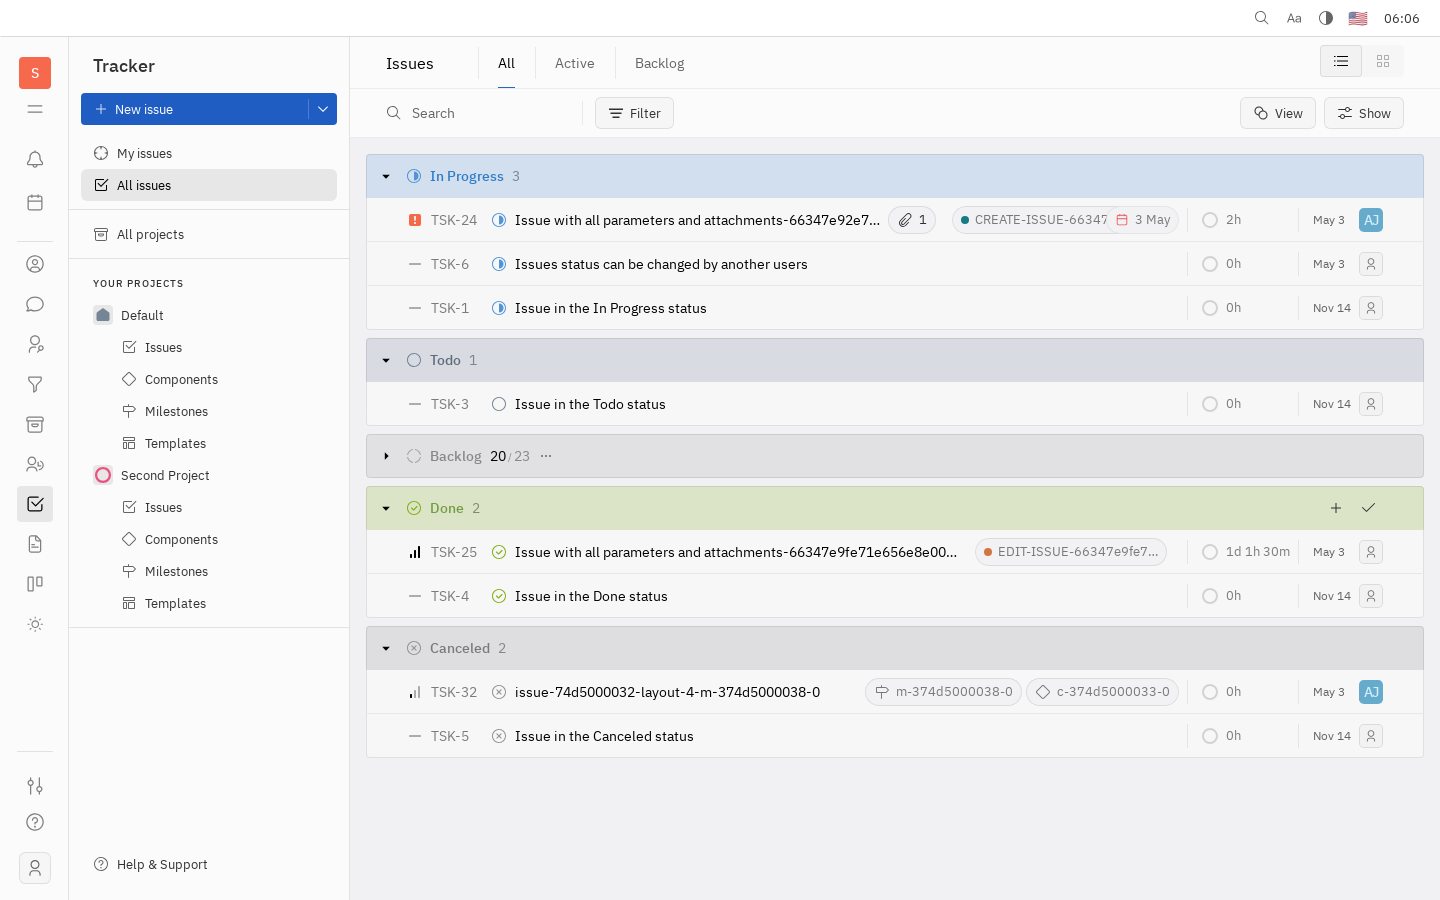 Aa 06:06
S
Tracker
New issue
My issues
All issues
All projects
YOUR PROJECTS
Default
Issues
Components
Milestones
Templates
Second Project
Issues
Components
Milestones
Templates
Help & Support
Issues All Active Backlog
Search Filter View Show
In Progress 3
TSK-24 Issue with all parameters and attachments-66347e92e7... 1 CREATE-ISSUE-66347 3 May 2h May 3 AJ
TSK-6 Issues status can be changed by another users 0h May 3
TSK-1 Issue in the In Progress status 0h Nov 14
Todo 1
TSK-3 Issue in the Todo status 0h Nov 14
Backlog 20/23 ...
Done 2
TSK-25 Issue with all parameters and attachments-66347e9fe71e656e8e00... EDIT-ISSUE-66347e9fe7... 1d 1h 30m May 3
TSK-4 Issue in the Done status 0h Nov 14
Canceled 2
TSK-32 issue-74d5000032-layout-4-m-374d5000038-0 m-374d5000038-0 c-374d5000033-0 0h May 3 AJ
TSK-5 Issue in the Canceled status 0h Nov 14